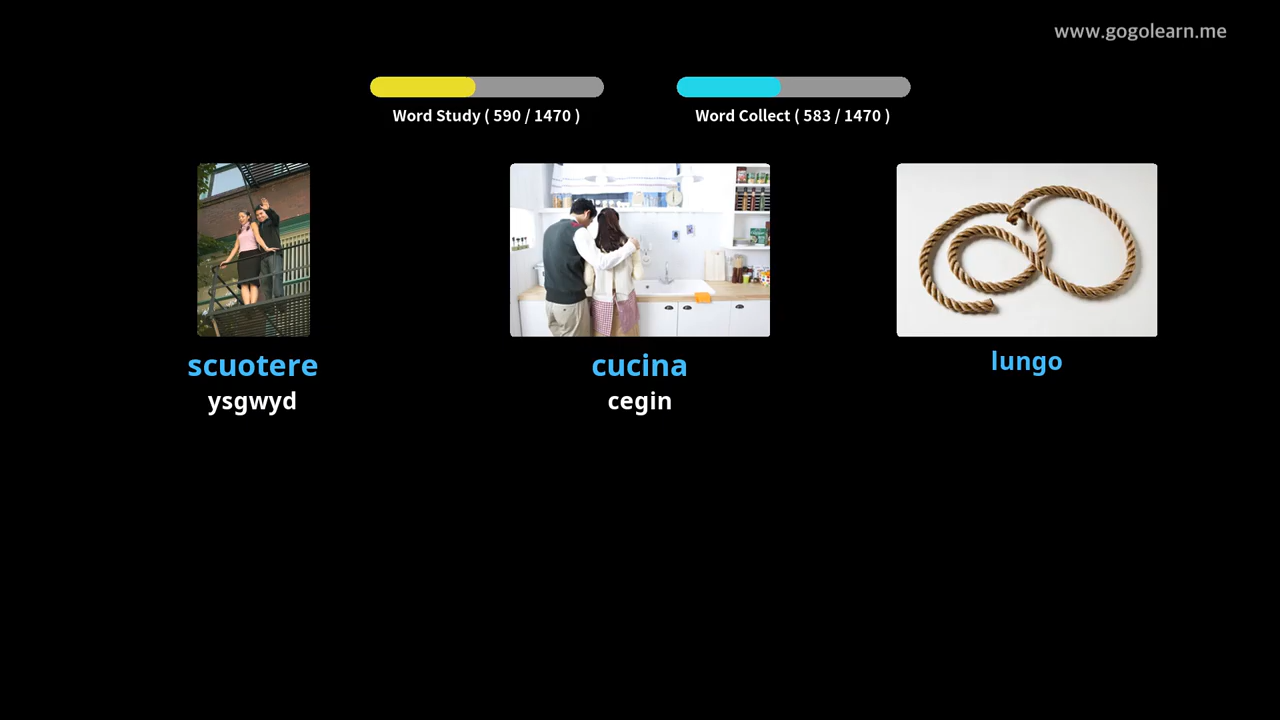 www.gogolearn.me
Word Study ( 590 / 1470 )
Word Collect ( 583 / 1470 )
scuotere
ysgwyd
cucina
cegin
lungo